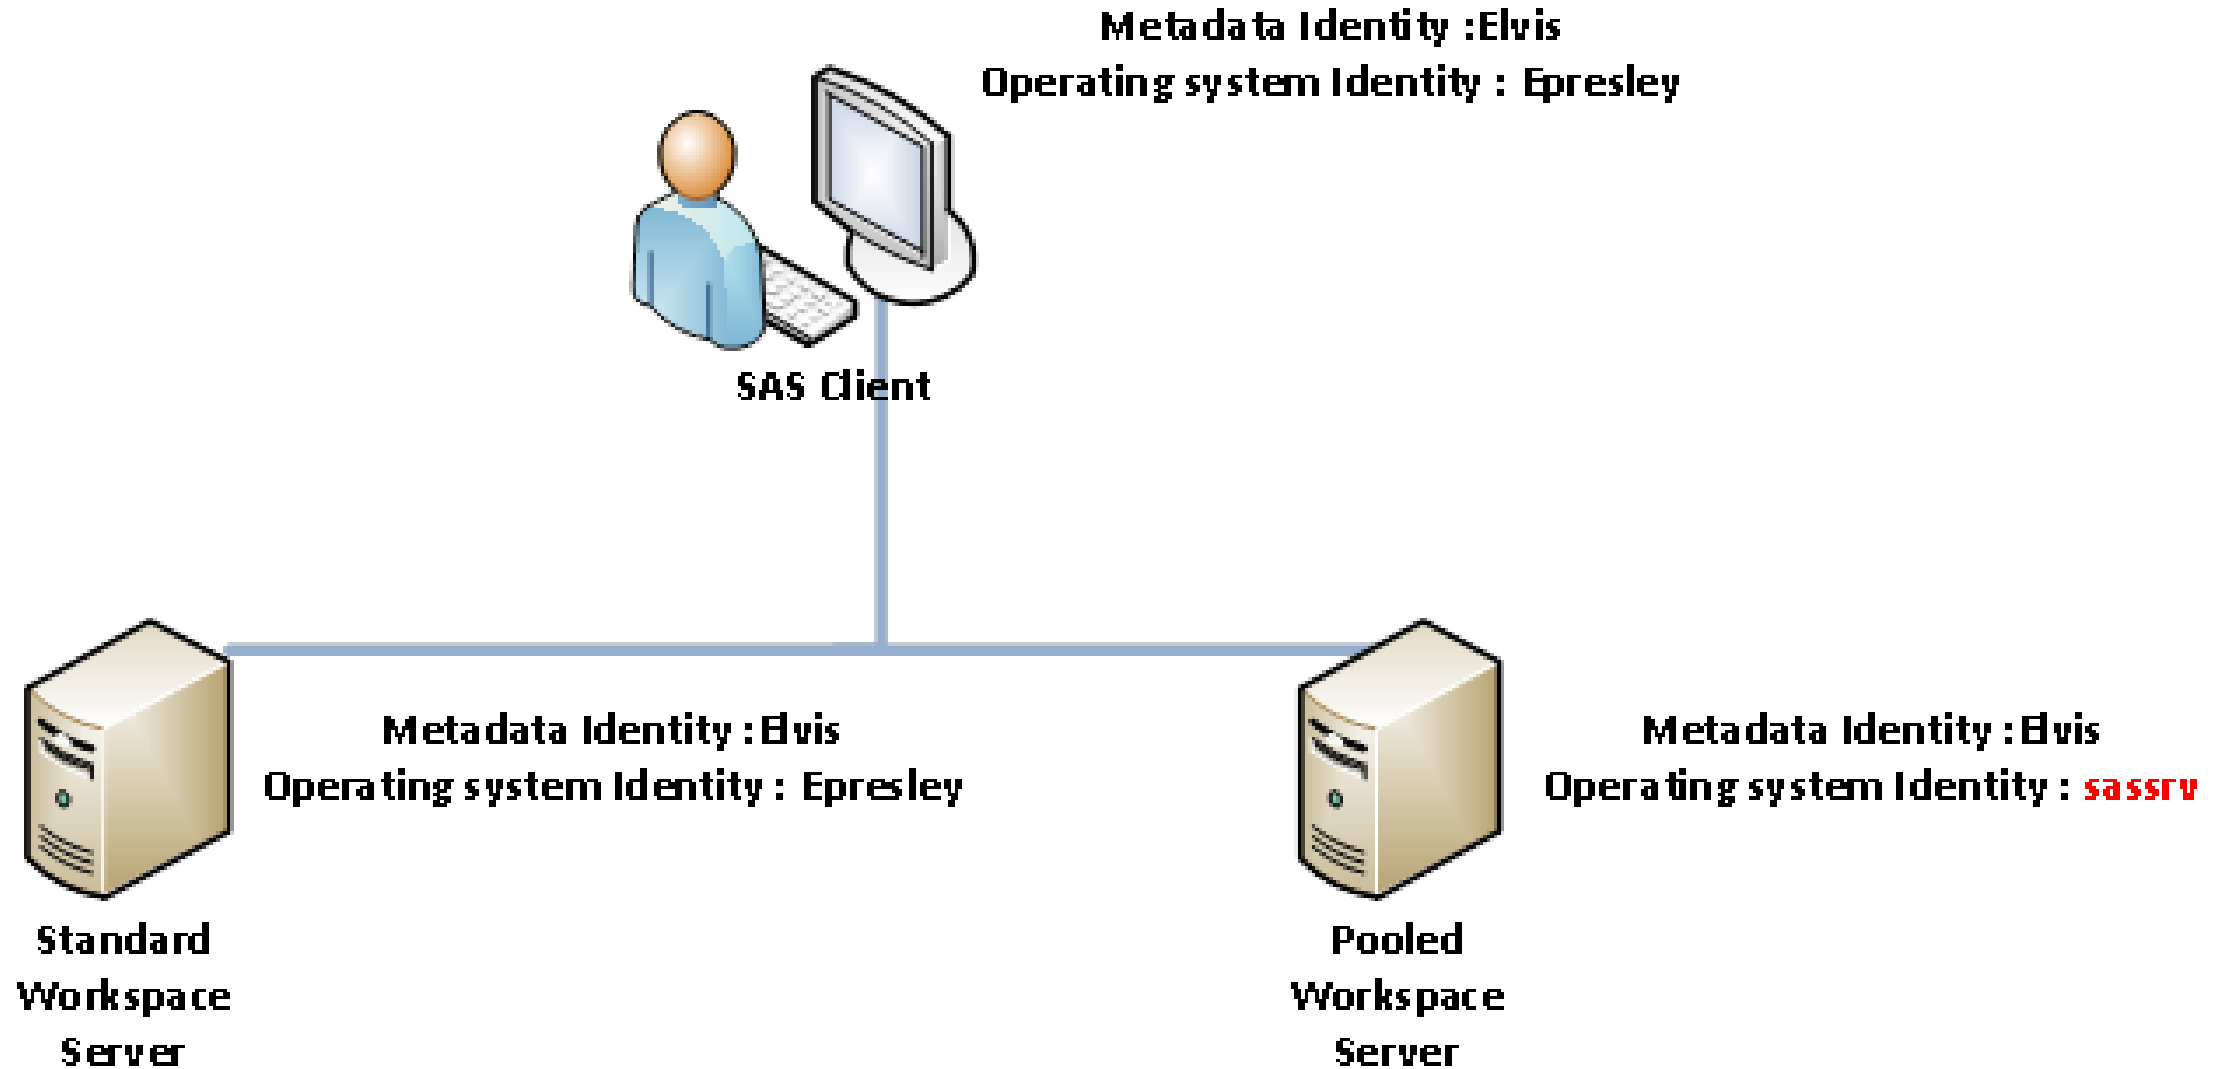 Metadata Identity :Elvis
Operating system Identity : Epresley
SAS Client
Metadata Identity :Elvis
Operating system Identity : Epresley
Metadata Identity :Elvis
Operating system Identity : sassrv
Standard
Workspace
Server
Pooled
Workspace
Server